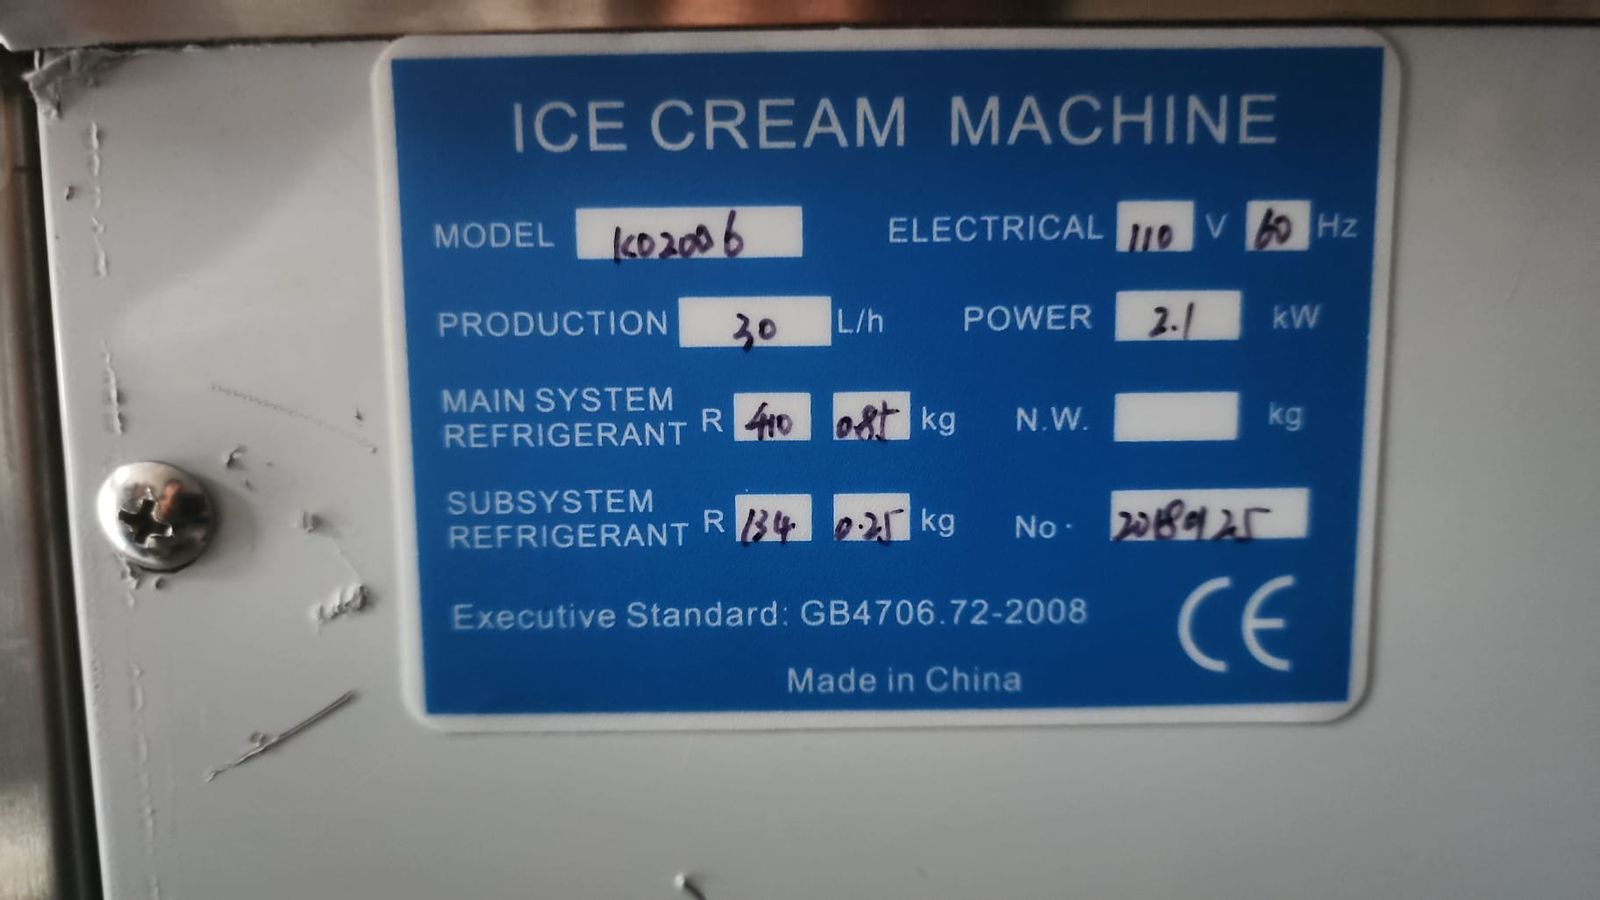 ICE CREAM MACHINE
MODEL K02006 ELECTRICAL 110 V 60 Hz
PRODUCTION 30 L/h POWER 2.1 kW
MAIN SYSTEM REFRIGERANT R 410 0.85 kg N.W. kg
SUBSYSTEM REFRIGERANT R 134 0.25 kg No.
Executive Standard: GB4706.72-2008 CE
Made in China